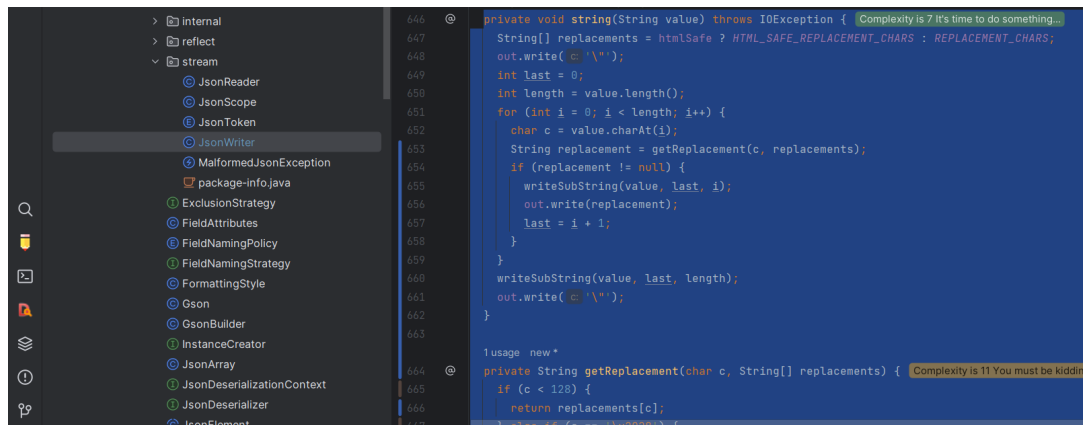 internal
reflect
stream
JsonReader
JsonScope
JsonToken
JsonWriter
MalformedJsonException
package-info.java
ExclusionStrategy
FieldAttributes
FieldNamingPolicy
FieldNamingStrategy
FormattingStyle
Gson
GsonBuilder
InstanceCreator
JsonArray
JsonDeserializationContext
JsonDeserializer
JsonElement
646 @ private void string(String value) throws IOException { Complexity is 7 It's time to do something...
647 String[] replacements = htmlSafe ? HTML_SAFE_REPLACEMENT_CHARS : REPLACEMENT_CHARS;
648 out.write( c: '\"');
649 int last = 0;
650 int length = value.length();
651 for (int i = 0; i < length; i++) {
652 char c = value.charAt(i);
653 String replacement = getReplacement(c, replacements);
654 if (replacement != null) {
655 writeSubString(value, last, i);
656 out.write(replacement);
657 last = i + 1;
658 }
659 }
660 writeSubString(value, last, length);
661 out.write( c: '\"');
662 }
663
1 usage new *
664 @ private String getReplacement(char c, String[] replacements) { Complexity is 11 You must be kiddin
665 if (c < 128) {
666 return replacements[c];
667 } else if (c == '\u2028') {